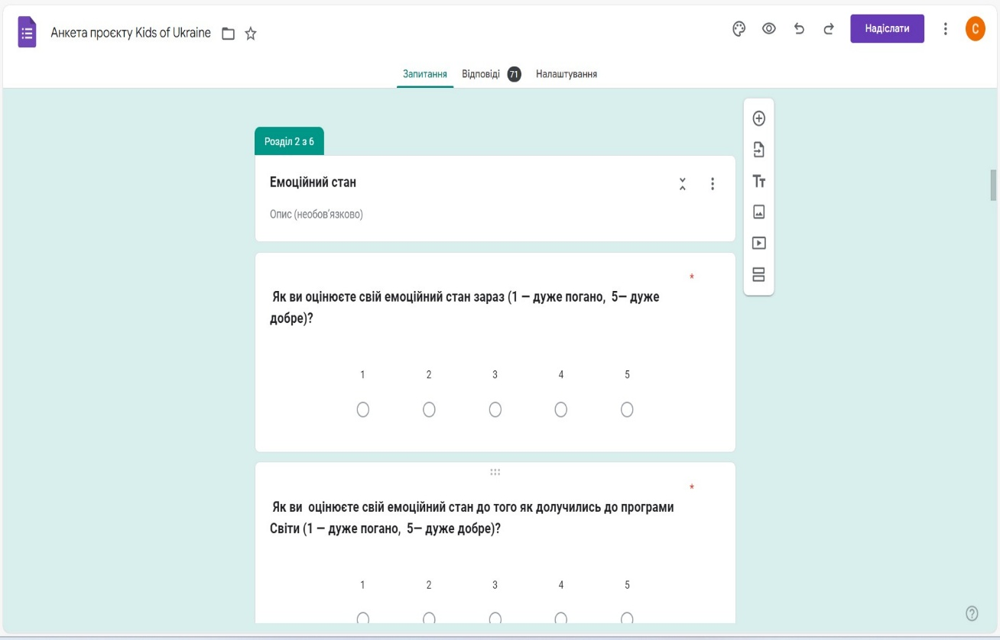 Анкета проєкту Kids of Ukraine
Надіслати
C
Запитання Відповіді 71 Налаштування
Розділ 2 з 6
Емоційний стан
Опис (необов'язково)
*
Як ви оцінюєте свій емоційний стан зараз (1 — дуже погано, 5— дуже
добре)?
1 2 3 4 5
*
Як ви оцінюєте свій емоційний стан до того як долучились до програми
Світи (1 — дуже погано, 5— дуже добре)?
1 2 3 4 5